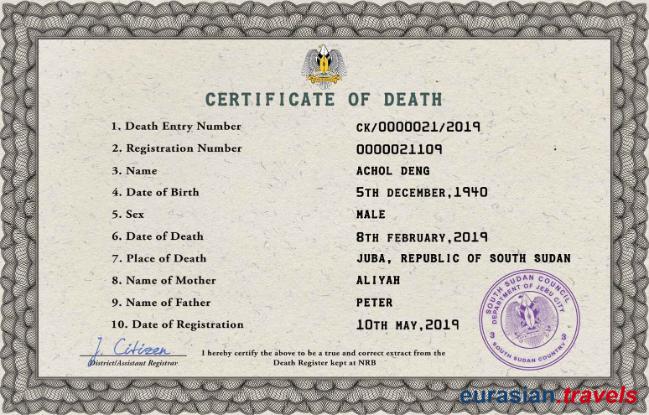 CERTIFICATE OF DEATH
1. Death Entry Number CK/0000021/2019
2. Registration Number 0000021109
3. Name ACHOL DENG
4. Date of Birth 5TH DECEMBER,1940
5. Sex MALE
6. Date of Death 8TH FEBRUARY,2019
7. Place of Death JUBA, REPUBLIC OF SOUTH SUDAN
8. Name of Mother ALIYAH
9. Name of Father PETER
10. Date of Registration 10TH MAY,2019
SOUTH SUDAN COUNCIL
DEPARTMENT OF JEBU CITY
3 3
SOUTH SUDAN COUNTRY
J. Citizen
District/Assistant Registrar
I hereby certify the above to be a true and correct extract from the
Death Register kept at NRB
eurasian.travels